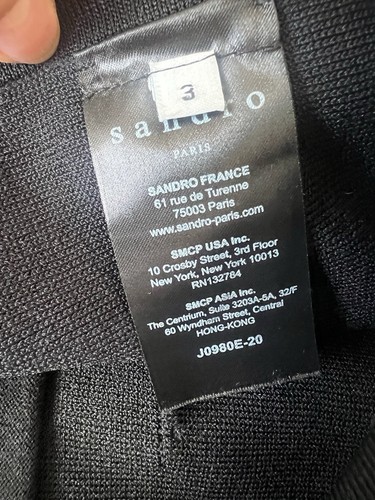 3
sandro
PARIS
SANDRO FRANCE
61 rue de Turenne
75003 Paris
www.sandro-paris.com
SMCP USA Inc.
10 Crosby Street, 3rd Floor
New York, New York 10013
RN132784
SMCP ASIA Inc.
The Centrium, Suite 3203A-5A, 32/F
60 Wyndham Street, Central
HONG-KONG
J0980E-20